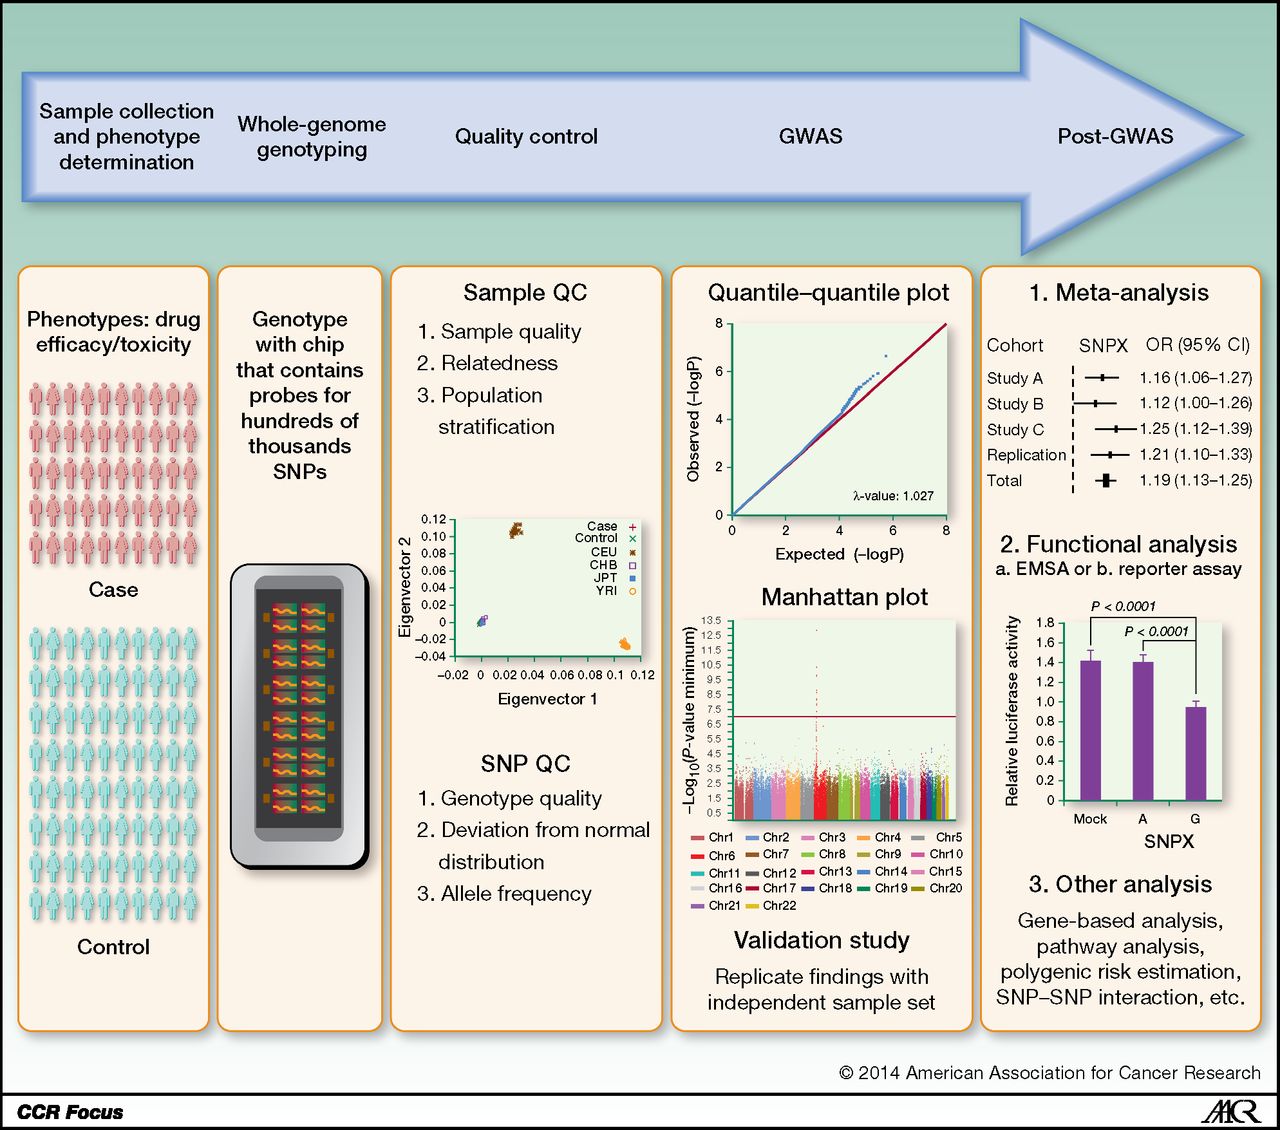 Sample collection
and phenotype
determination
Whole-genome
genotyping
Quality control
GWAS
Post-GWAS
Phenotypes: drug
efficacy/toxicity
Case
Control
Genotype
with chip
that contains
probes for
hundreds of
thousands
SNPs
Sample QC
1. Sample quality
2. Relatedness
3. Population
stratification
Eigenvector 2
0.12
0.10
0.08
0.06
0.04
0.02
0
−0.02
−0.04
Case
Control
CEU
CHB
JPT
YRI
−0.02 0 0.02 0.04 0.06 0.08 0.10 0.12
Eigenvector 1
SNP QC
1. Genotype quality
2. Deviation from normal
distribution
3. Allele frequency
Quantile–quantile plot
Observed (−logP)
8
6
4
2
0
λ-value: 1.027
0 2 4 6 8
Expected (−logP)
Manhattan plot
−Log10(P-value minimum)
13.5
12.5
11.5
10.5
9.5
8.5
7.5
6.5
5.5
4.5
3.5
2.5
1.5
0.5
Chr1 Chr2 Chr3 Chr4 Chr5
Chr6 Chr7 Chr8 Chr9 Chr10
Chr11 Chr12 Chr13 Chr14 Chr15
Chr16 Chr17 Chr18 Chr19 Chr20
Chr21 Chr22
Validation study
Replicate findings with
independent sample set
1. Meta-analysis
Cohort SNPX OR (95% CI)
Study A 1.16 (1.06–1.27)
Study B 1.12 (1.00–1.26)
Study C 1.25 (1.12–1.39)
Replication 1.21 (1.10–1.33)
Total 1.19 (1.13–1.25)
2. Functional analysis
a. EMSA or b. reporter assay
P < 0.0001
P < 0.0001
Relative luciferase activity
1.8
1.6
1.4
1.2
1.0
0.8
0.6
0.4
0.2
0
Mock A G
SNPX
3. Other analysis
Gene-based analysis,
pathway analysis,
polygenic risk estimation,
SNP–SNP interaction, etc.
© 2014 American Association for Cancer Research
CCR Focus
AACR